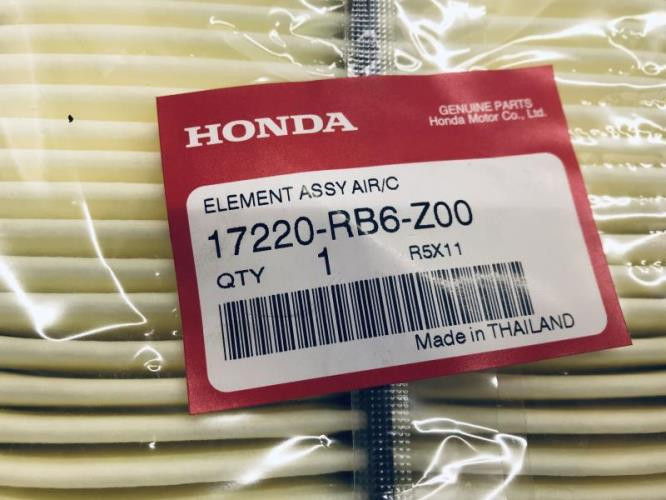 HONDA
GENUINE PARTS
Honda Motor Co., Ltd.
ELEMENT ASSY AIR/C
17220-RB6-Z00
QTY 1 R5X11
Made in THAILAND